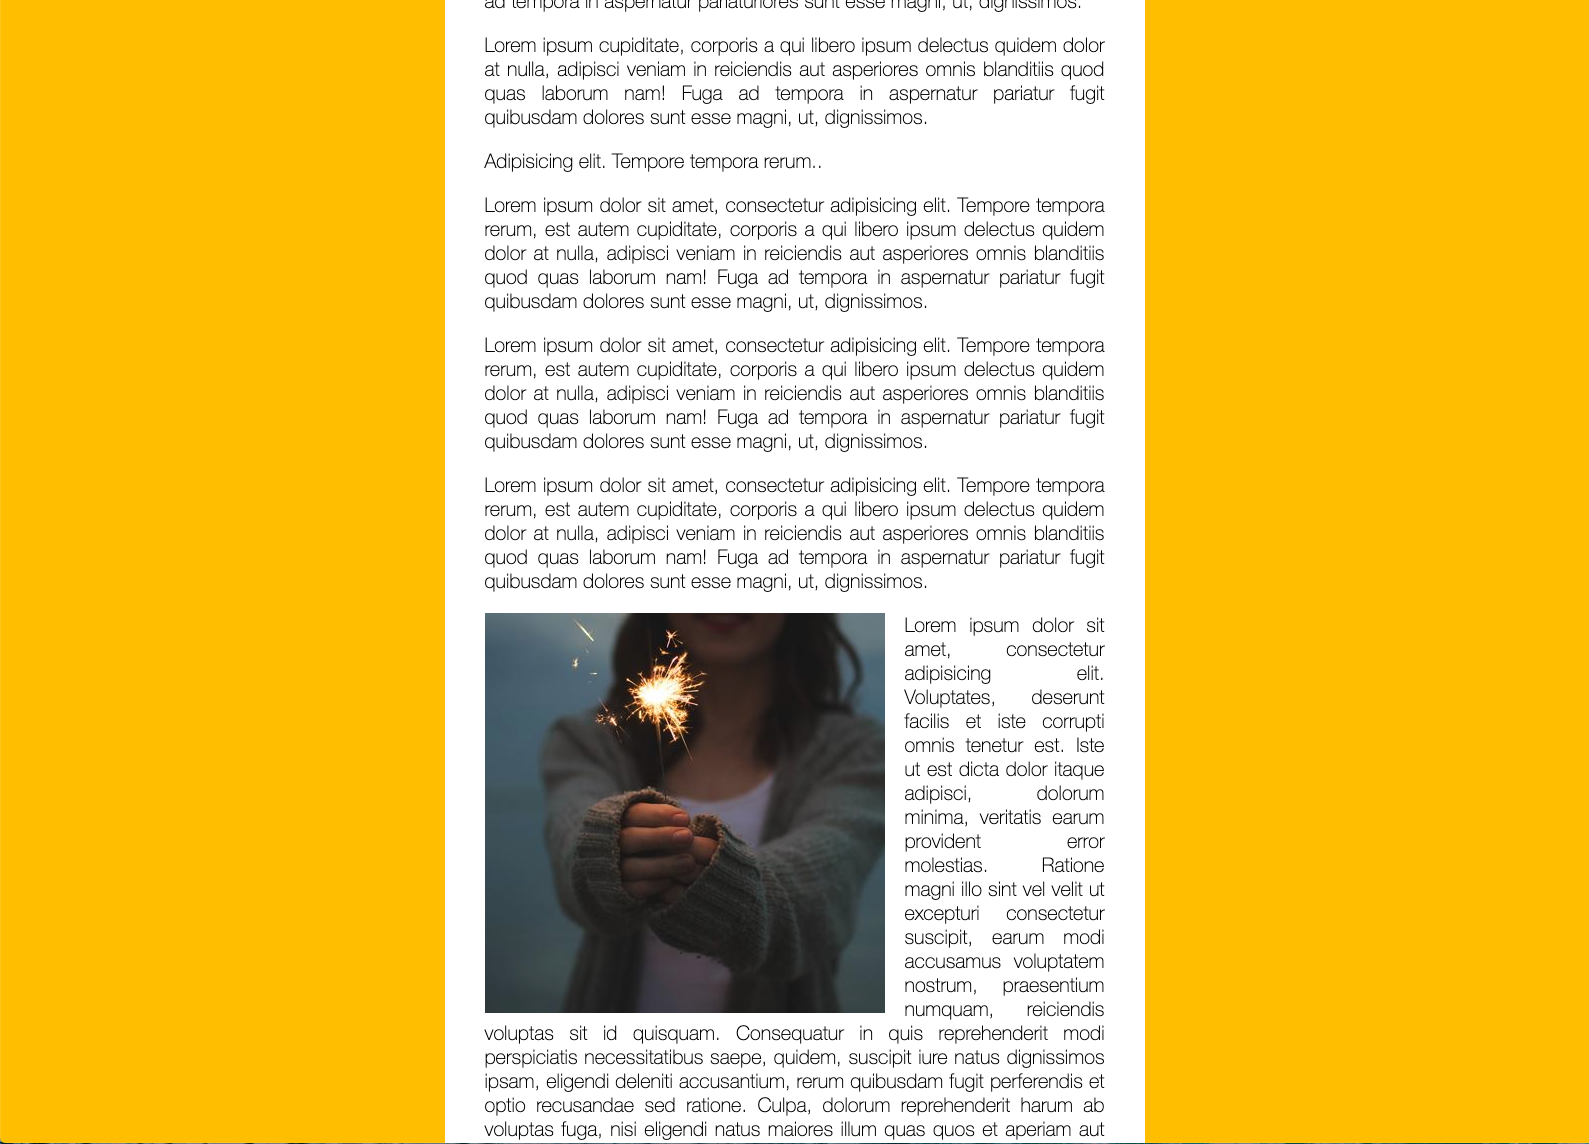 ad tempora in aspernatur pariaturiores sunt esse magni, ut, dignissimos.
Lorem ipsum cupiditate, corporis a qui libero ipsum delectus quidem dolor
at nulla, adipisci veniam in reiciendis aut asperiores omnis blanditiis quod
quas laborum nam! Fuga ad tempora in aspernatur pariatur fugit
quibusdam dolores sunt esse magni, ut, dignissimos.
Adipisicing elit. Tempore tempora rerum..
Lorem ipsum dolor sit amet, consectetur adipisicing elit. Tempore tempora
rerum, est autem cupiditate, corporis a qui libero ipsum delectus quidem
dolor at nulla, adipisci veniam in reiciendis aut asperiores omnis blanditiis
quod quas laborum nam! Fuga ad tempora in aspernatur pariatur fugit
quibusdam dolores sunt esse magni, ut, dignissimos.
Lorem ipsum dolor sit amet, consectetur adipisicing elit. Tempore tempora
rerum, est autem cupiditate, corporis a qui libero ipsum delectus quidem
dolor at nulla, adipisci veniam in reiciendis aut asperiores omnis blanditiis
quod quas laborum nam! Fuga ad tempora in aspernatur pariatur fugit
quibusdam dolores sunt esse magni, ut, dignissimos.
Lorem ipsum dolor sit amet, consectetur adipisicing elit. Tempore tempora
rerum, est autem cupiditate, corporis a qui libero ipsum delectus quidem
dolor at nulla, adipisci veniam in reiciendis aut asperiores omnis blanditiis
quod quas laborum nam! Fuga ad tempora in aspernatur pariatur fugit
quibusdam dolores sunt esse magni, ut, dignissimos.
Lorem ipsum dolor sit
amet, consectetur
adipisicing elit.
Voluptates, deserunt
facilis et iste corrupti
omnis tenetur est. Iste
ut est dicta dolor itaque
adipisci, dolorum
minima, veritatis earum
provident error
molestias. Ratione
magni illo sint vel velit ut
excepturi consectetur
suscipit, earum modi
accusamus voluptatem
nostrum, praesentium
numquam, reiciendis
voluptas sit id quisquam. Consequatur in quis reprehenderit modi
perspiciatis necessitatibus saepe, quidem, suscipit iure natus dignissimos
ipsam, eligendi deleniti accusantium, rerum quibusdam fugit perferendis et
optio recusandae sed ratione. Culpa, dolorum reprehenderit harum ab
voluptas fuga, nisi eligendi natus maiores illum quas quos et aperiam aut